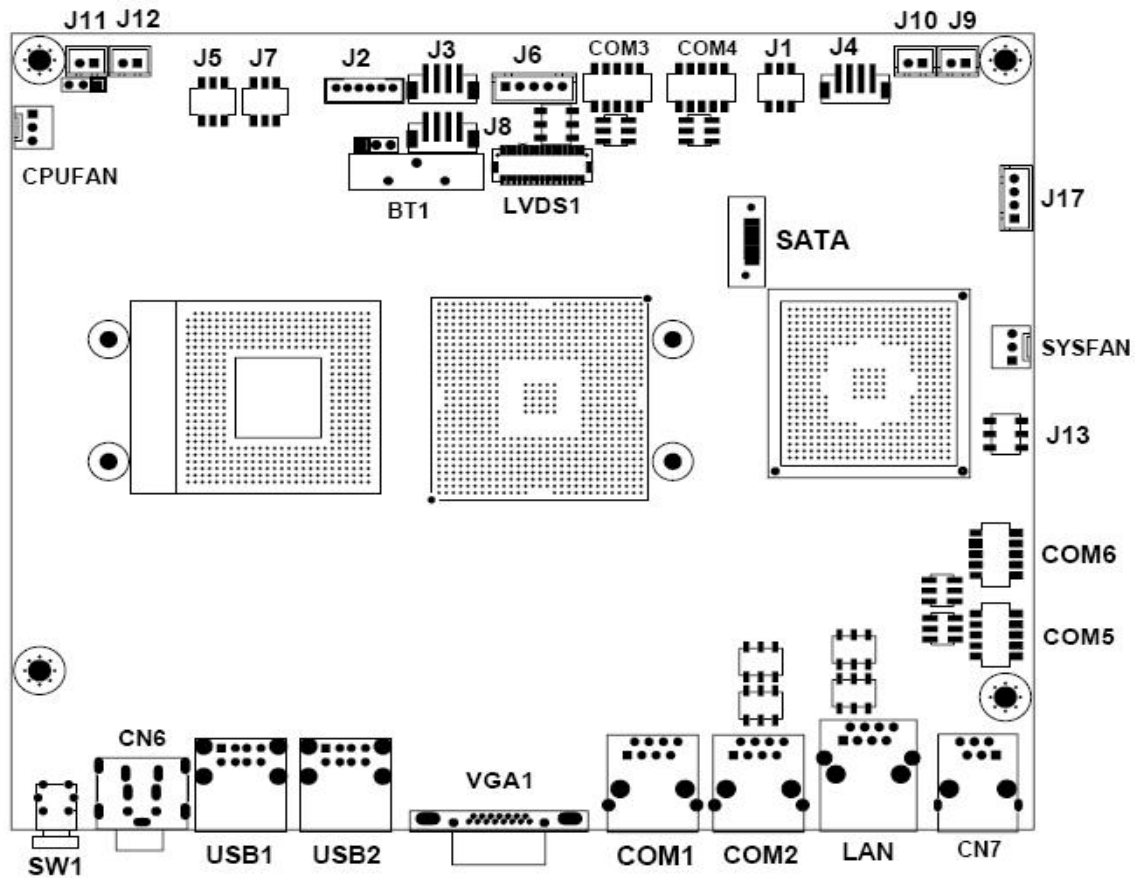 J11 J12
J5 J7
J2 J3 J6 COM3 COM4 J1 J4
J10 J9
CPUFAN
J8
BT1
LVDS1
J17
SATA
SYSFAN
J13
COM6
COM5
CN6
VGA1
SW1
USB1
USB2
COM1
COM2
LAN
CN7